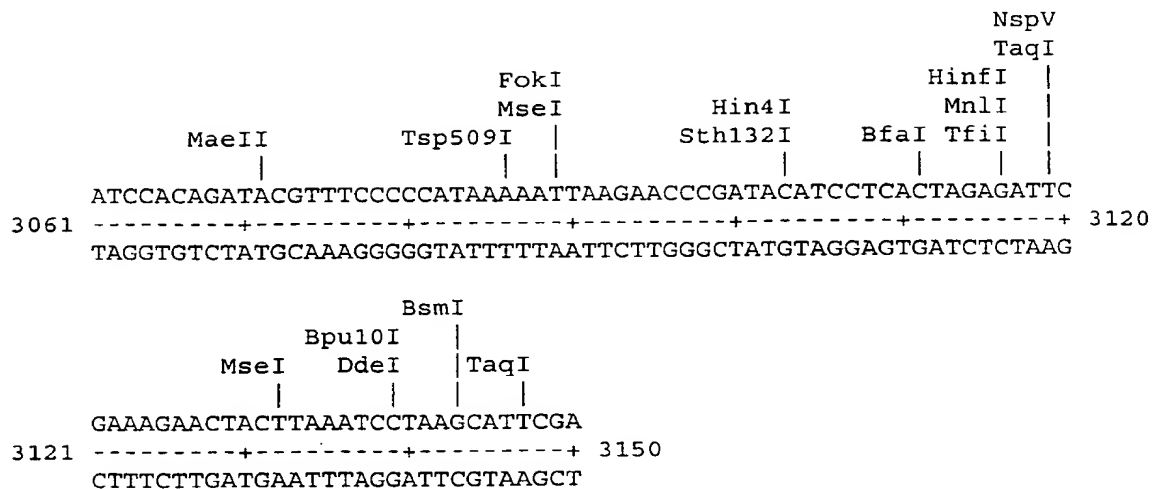 NspV
TaqI
FokI HinfI
MseI Hin4I MnlI
MaeII Tsp509I Sth132I BfaI TfiI
ATCCACAGATACGTTTCCCCCATAAAAATTAAGAACCCGATACATCCTCACTAGAGATTC
3061 ---------+---------+---------+---------+---------+---------+ 3120
TAGGTGTCTATGCAAAGGGGGTATTTTTAATTCTTGGGCTATGTAGGAGTGATCTCTAAG
BsmI
Bpu10I
MseI DdeI TaqI
GAAAGAACTACTTAAATCCTAAGCATTCGA
3121 ---------+---------+---------+ 3150
CTTTCTTGATGAATTTAGGATTCGTAAGCT